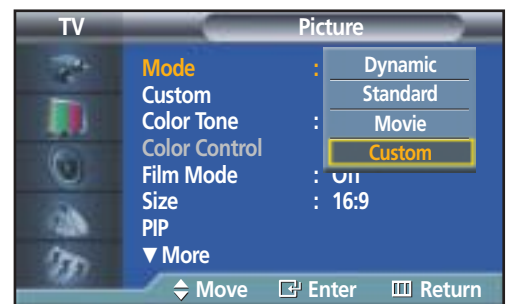 TV Picture
Mode : Dynamic
Custom Standard
Color Tone : Movie
Color Control Custom
Film Mode : Off
Size : 16:9
PIP
▼ More
Move Enter Return